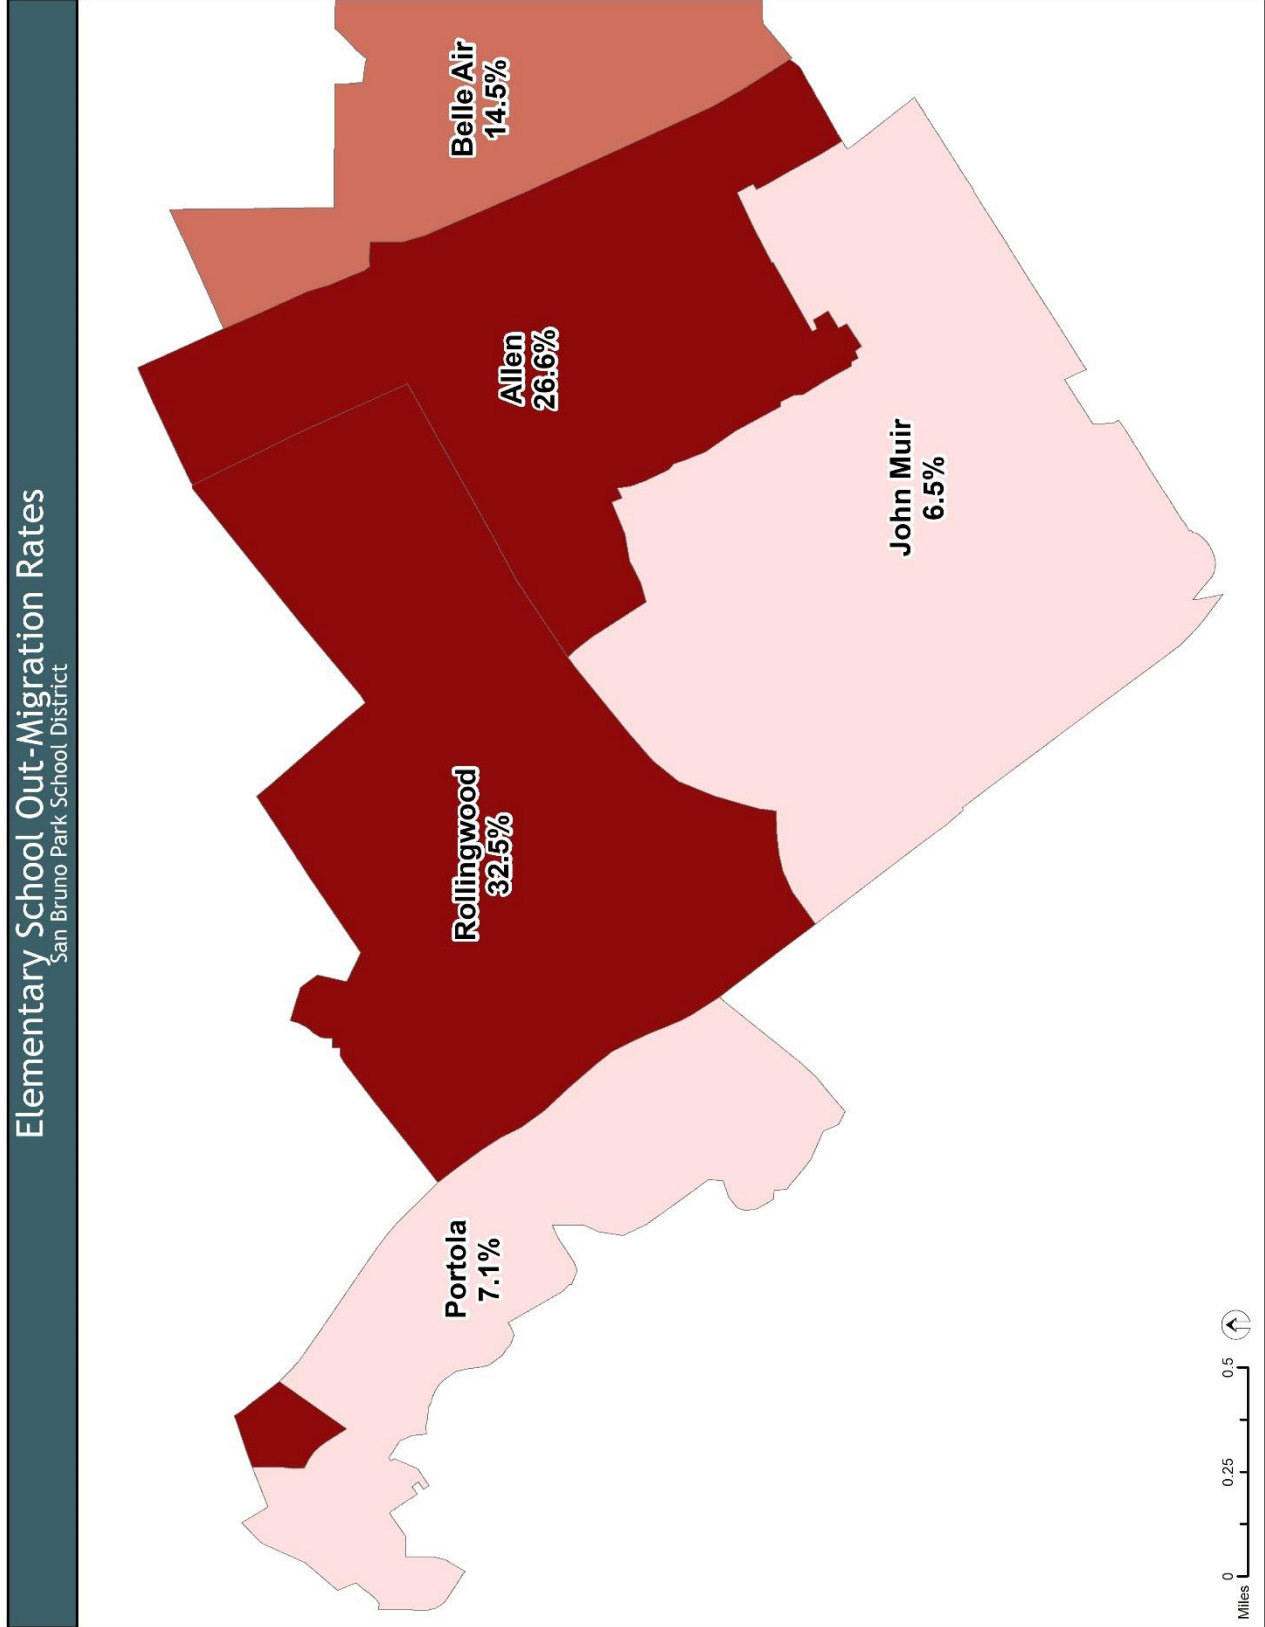 Elementary School Out-Migration Rates
San Bruno Park School District
Belle Air
14.5%
Allen
26.6%
Rollingwood
32.5%
John Muir
6.5%
Portola
7.1%
0
0.25
0.5
Miles